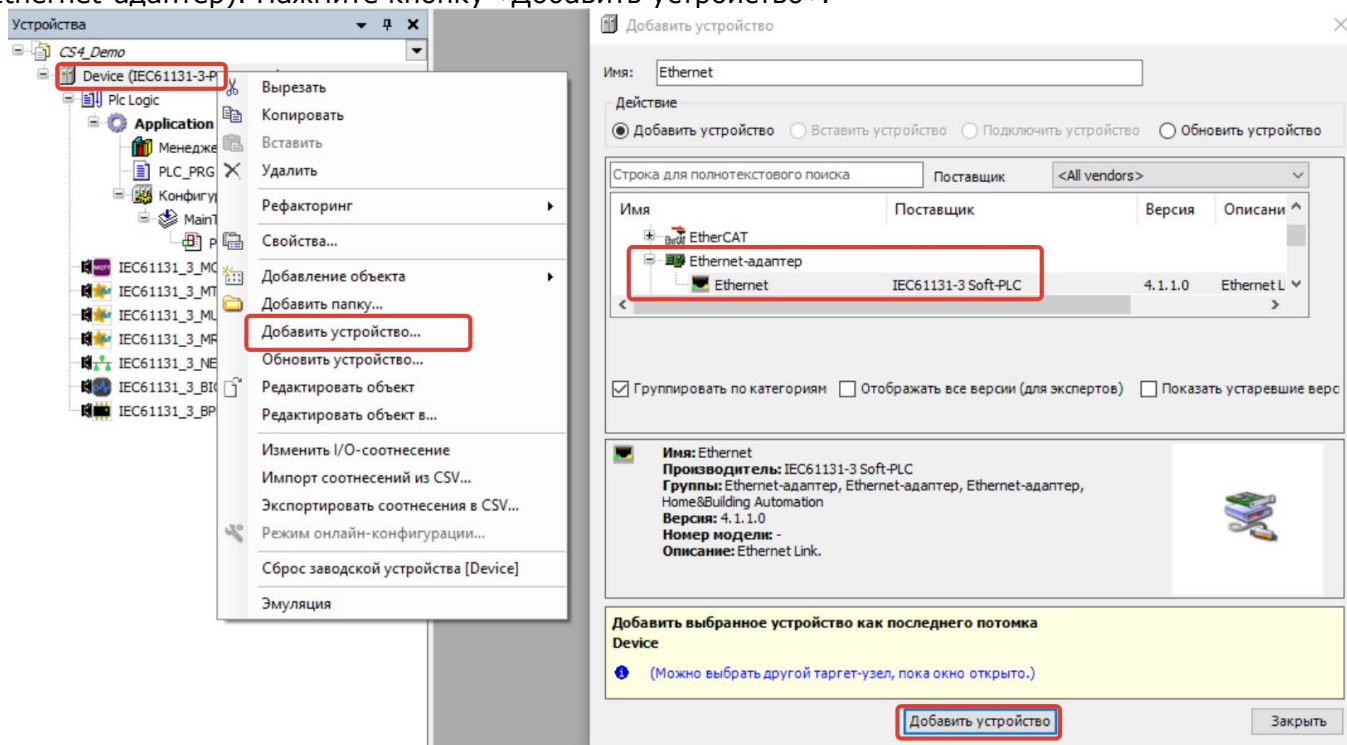 Ethernet-адаптер). Нажмите кнопку «Добавить устройство».
Устройства
CS4_Demo
Device (IEC61131-3-P
Plc Logic
Application
Менедже
PLC_PRG
Конфигу
MainT
P
IEC61131_3_MC
IEC61131_3_MT
IEC61131_3_ML
IEC61131_3_MR
IEC61131_3_NE
IEC61131_3_BI
IEC61131_3_BP
Вырезать
Копировать
Вставить
Удалить
Рефакторинг
Свойства...
Добавление объекта
Добавить папку...
Добавить устройство...
Обновить устройство...
Редактировать объект
Редактировать объект в...
Изменить I/O-соотнесение
Импорт соотнесений из CSV...
Экспортировать соотнесения в CSV...
Режим онлайн-конфигурации...
Сброс заводской устройства [Device]
Эмуляция
Добавить устройство
Имя: Ethernet
Действие
Добавить устройство Вставить устройство Подключить устройство Обновить устройство
Строка для полнотекстового поиска Поставщик <All vendors>
Имя Поставщик Версия Описани
EtherCAT
Ethernet-адаптер
Ethernet IEC61131-3 Soft-PLC 4.1.1.0 Ethernet Li
Группировать по категориям Отображать все версии (для экспертов) Показать устаревшие верс
Имя: Ethernet
Производитель: IEC61131-3 Soft-PLC
Группы: Ethernet-адаптер, Ethernet-адаптер, Ethernet-адаптер,
Home&Building Automation
Версия: 4.1.1.0
Номер модели: -
Описание: Ethernet Link.
Добавить выбранное устройство как последнего потомка
Device
(Можно выбрать другой таргет-узел, пока окно открыто.)
Добавить устройство Закрыть